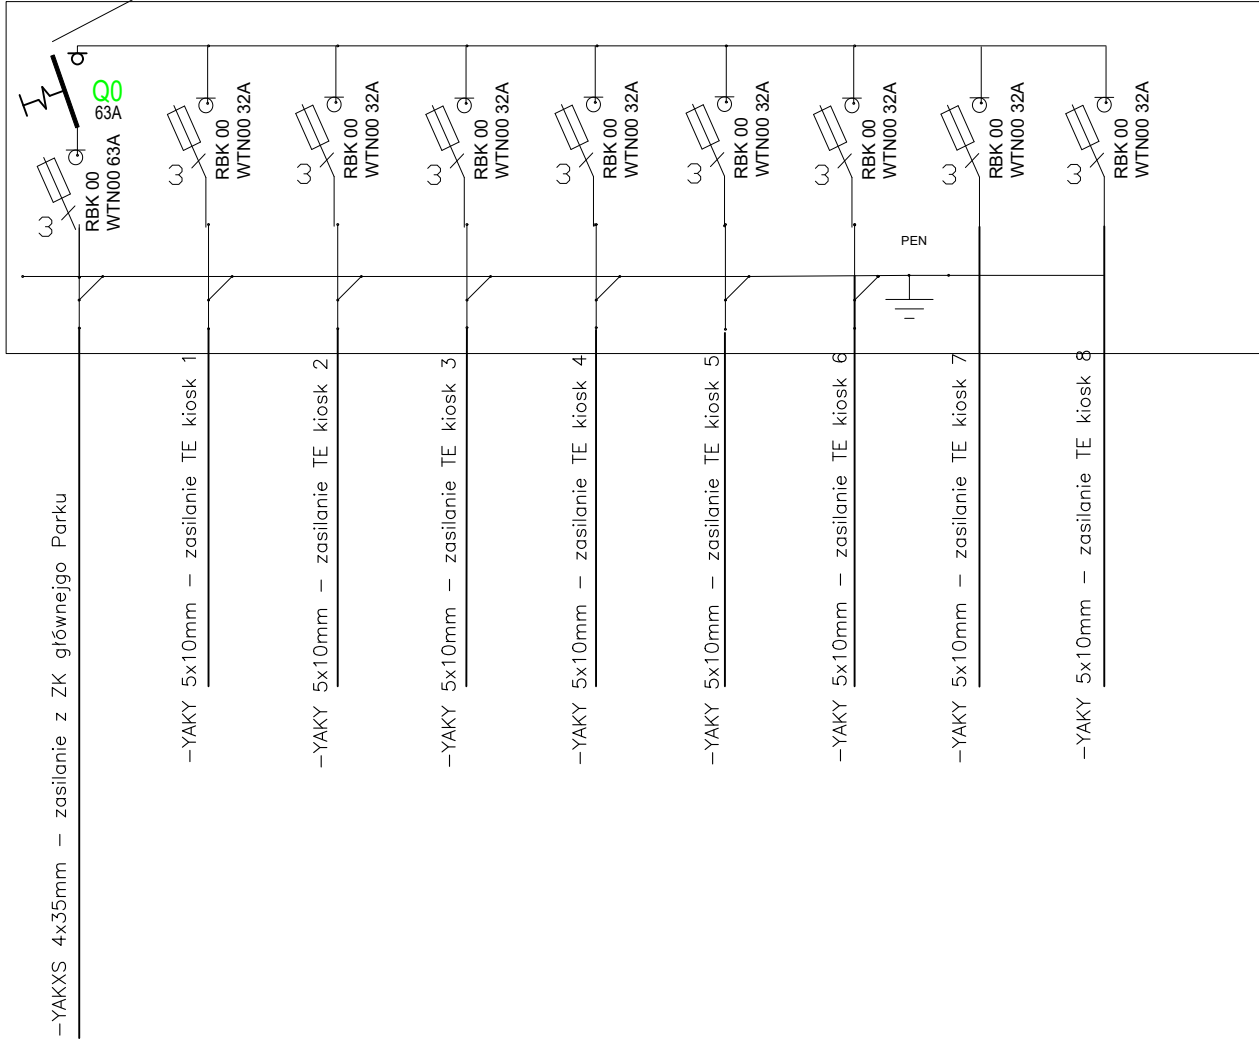 Q0
63A
RBK 00
WTN00 63A
3
RBK 00
WTN00 32A
3
RBK 00
WTN00 32A
3
RBK 00
WTN00 32A
3
RBK 00
WTN00 32A
3
RBK 00
WTN00 32A
3
RBK 00
WTN00 32A
3
RBK 00
WTN00 32A
3
RBK 00
WTN00 32A
3
PEN
-YAKXS 4x35mm - zasilanie z ZK głównejgo Parku
-YAKY 5x10mm - zasilanie TE kiosk 1
-YAKY 5x10mm - zasilanie TE kiosk 2
-YAKY 5x10mm - zasilanie TE kiosk 3
-YAKY 5x10mm - zasilanie TE kiosk 4
-YAKY 5x10mm - zasilanie TE kiosk 5
-YAKY 5x10mm - zasilanie TE kiosk 6
-YAKY 5x10mm - zasilanie TE kiosk 7
-YAKY 5x10mm - zasilanie TE kiosk 8